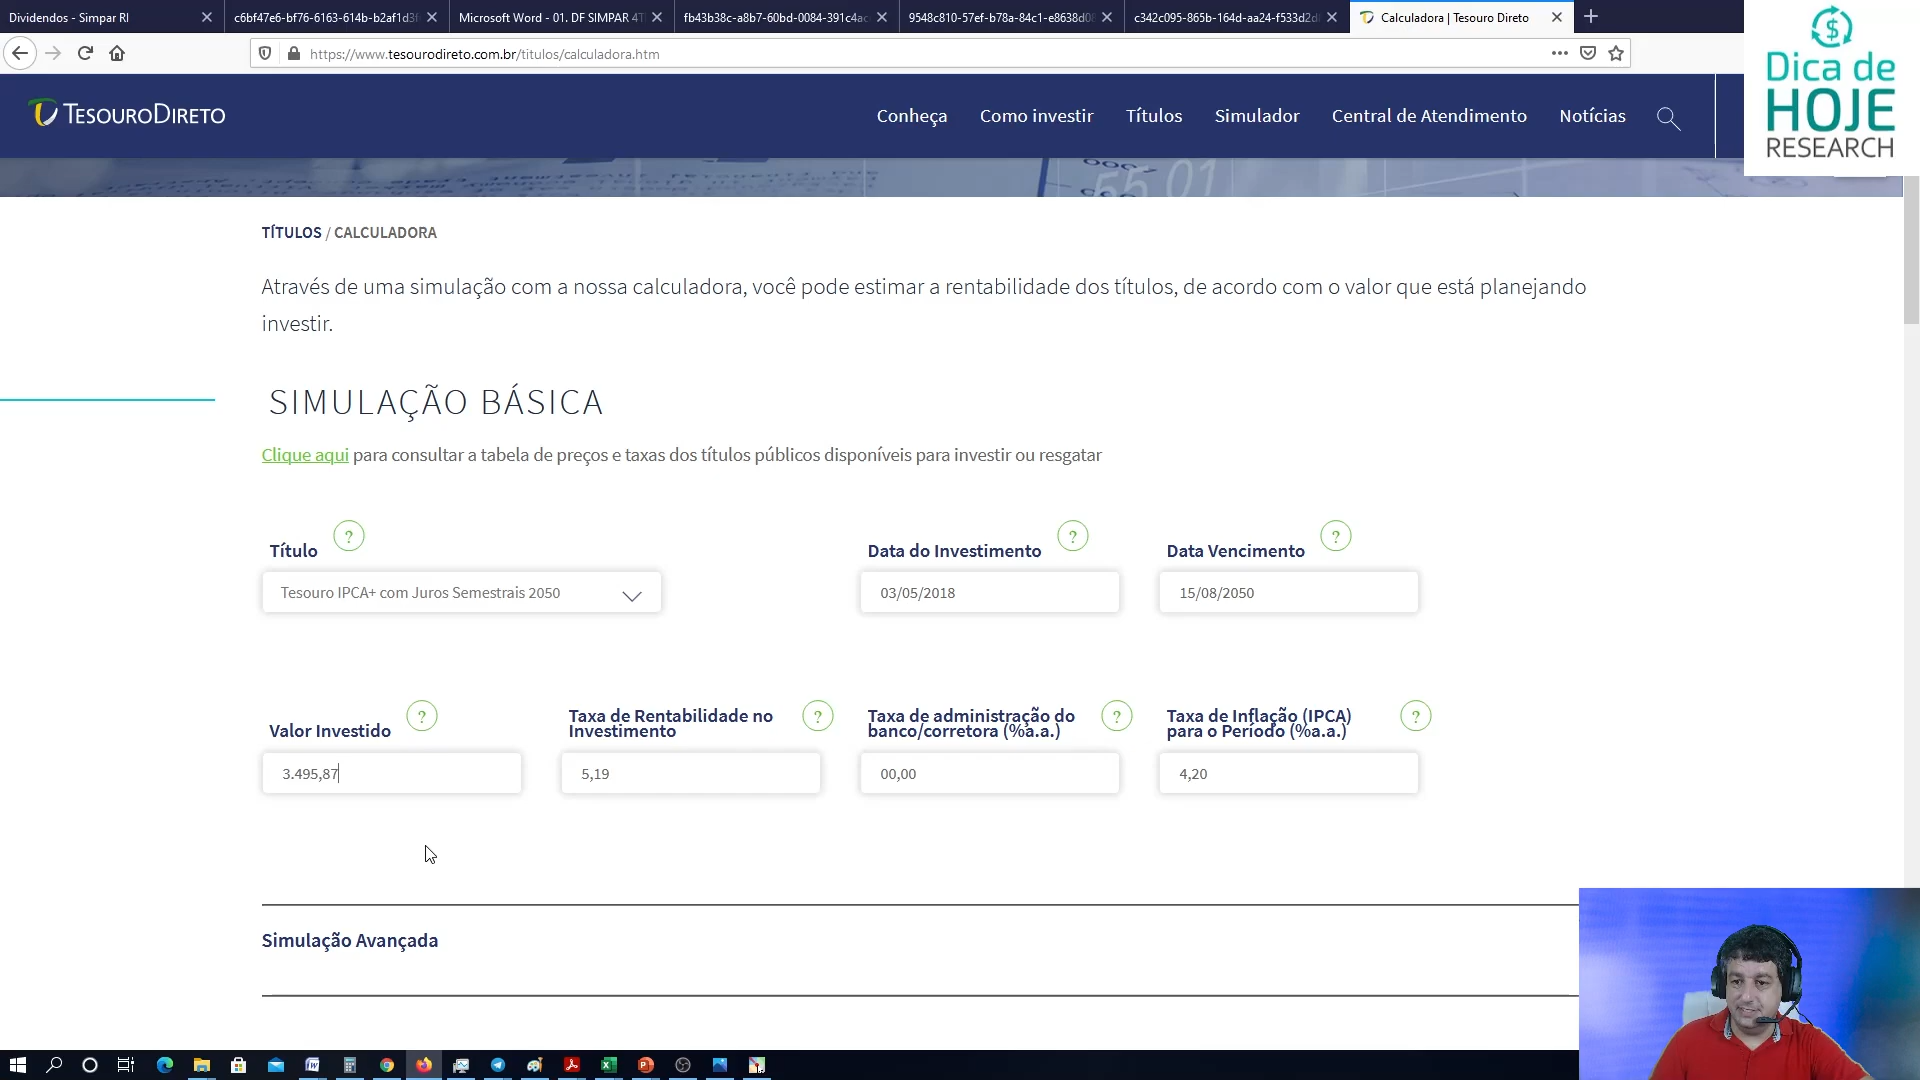 Dividendos - Simpar RI
c6bf47e6-bf76-6163-614b-b2af1d3f
Microsoft Word - 01. DF SIMPAR 4T
fb43b38c-a8b7-60bd-0084-391c4ac
9548c810-57ef-b78a-84c1-e8638d08
c342c095-865b-164d-aa24-f533d2d
Calculadora | Tesouro Direto
https://www.tesourodireto.com.br/titulos/calculadora.htm
Dica de
HOJE
RESEARCH
TESOURODIRETO
Conheça
Como investir
Títulos
Simulador
Central de Atendimento
Notícias
55.01
TÍTULOS / CALCULADORA
Através de uma simulação com a nossa calculadora, você pode estimar a rentabilidade dos títulos, de acordo com o valor que está planejando
investir.
SIMULAÇÃO BÁSICA
Clique aqui para consultar a tabela de preços e taxas dos títulos públicos disponíveis para investir ou resgatar
Título ?
Data do Investimento ?
Data Vencimento ?
Tesouro IPCA+ com Juros Semestrais 2050
03/05/2018
15/08/2050
Valor Investido ?
Taxa de Rentabilidade no
Investimento ?
Taxa de administração do
banco/corretora (%a.a.) ?
Taxa de Inflação (IPCA)
para o Período (%a.a.) ?
3.495,87
5,19
00,00
4,20
Simulação Avançada